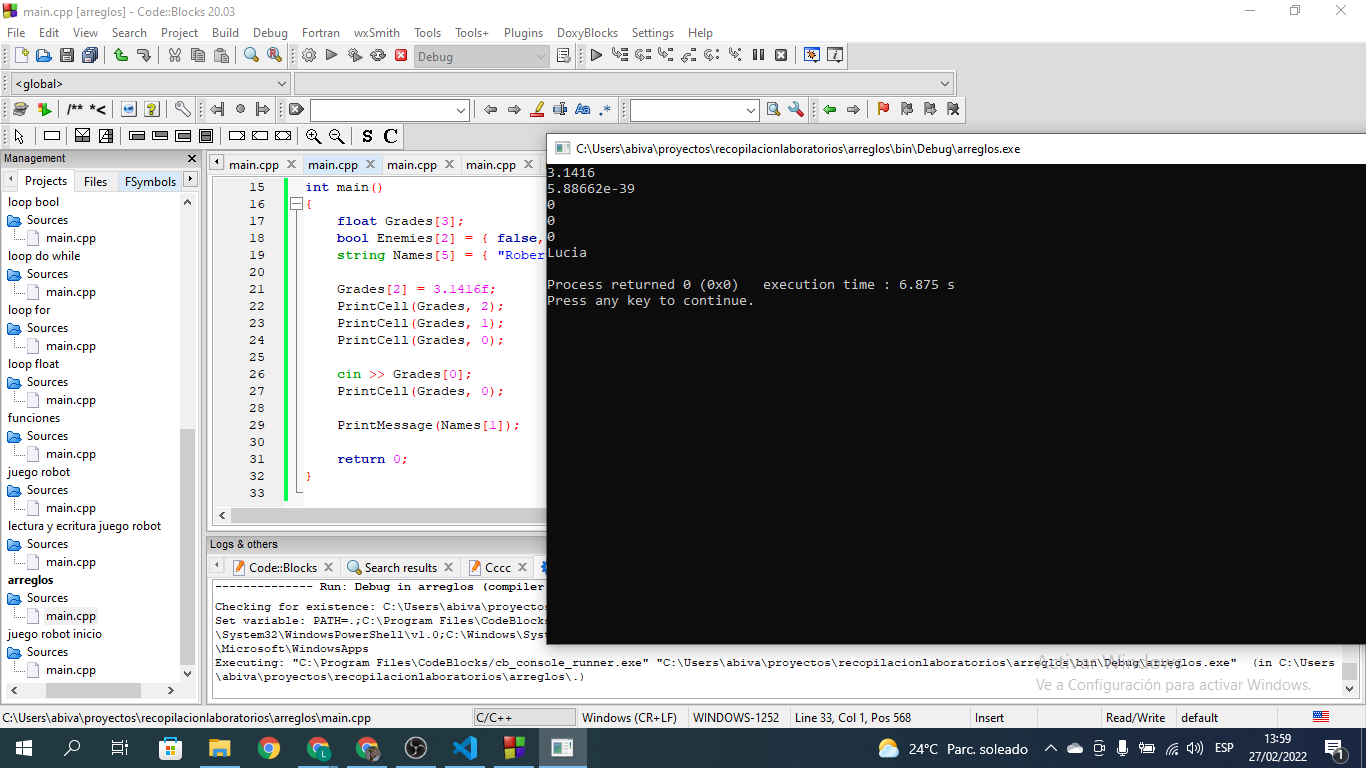 main.cpp [arreglos] - Code::Blocks 20.03
File Edit View Search Project Build Debug Fortran wxSmith Tools Tools+ Plugins DoxyBlocks Settings Help
Debug
<global>
/** *<
Aa .*
S C
Management
Projects Files FSymbols
loop bool
Sources
main.cpp
loop do while
Sources
main.cpp
loop for
Sources
main.cpp
loop float
Sources
main.cpp
funciones
Sources
main.cpp
juego robot
Sources
main.cpp
lectura y ecritura juego robot
Sources
main.cpp
arreglos
Sources
main.cpp
juego robot inicio
Sources
main.cpp
main.cpp main.cpp main.cpp main.cpp
15 int main()
16 {
17 float Grades[3];
18 bool Enemies[2] = { false,
19 string Names[5] = { "Rober
20
21 Grades[2] = 3.1416f;
22 PrintCell(Grades, 2);
23 PrintCell(Grades, 1);
24 PrintCell(Grades, 0);
25
26 cin >> Grades[0];
27 PrintCell(Grades, 0);
28
29 PrintMessage(Names[1]);
30
31 return 0;
32 }
33
C:\Users\abiva\proyectos\recopilacionlaboratorios\arreglos\bin\Debug\arreglos.exe
3.1416
5.88662e-39
0
0
0
Lucia
Process returned 0 (0x0) execution time : 6.875 s
Press any key to continue.
Logs & others
Code::Blocks Search results Cccc
-------------- Run: Debug in arreglos (compiler
Checking for existence: C:\Users\abiva\proyectos
Set variable: PATH=.;C:\Program Files\CodeBlocks
\System32\WindowsPowerShell\v1.0;C:\Windows\Syst
\Microsoft\WindowsApps
Executing: "C:\Program Files\CodeBlocks/cb_console_runner.exe" "C:\Users\abiva\proyectos\recopilacionlaboratorios\arreglos\bin\Debug\arreglos.exe" (in C:\Users
\abiva\proyectos\recopilacionlaboratorios\arreglos\.)
Activar Windows
Ve a Configuración para activar Windows.
C:\Users\abiva\proyectos\recopilacionlaboratorios\arreglos\main.cpp C/C++ Windows (CR+LF) WINDOWS-1252 Line 33, Col 1, Pos 568 Insert Read/Write default
24°C Parc. soleado ESP 13:59
27/02/2022
1